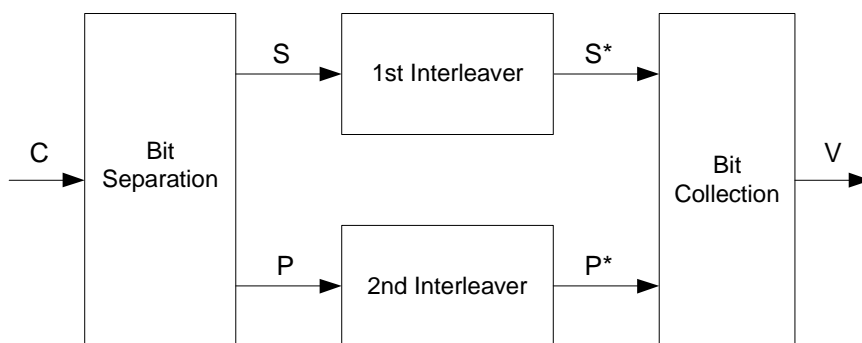 S
1st Interleaver
S*
C
Bit
Separation
Bit
Collection
V
P
2nd Interleaver
P*